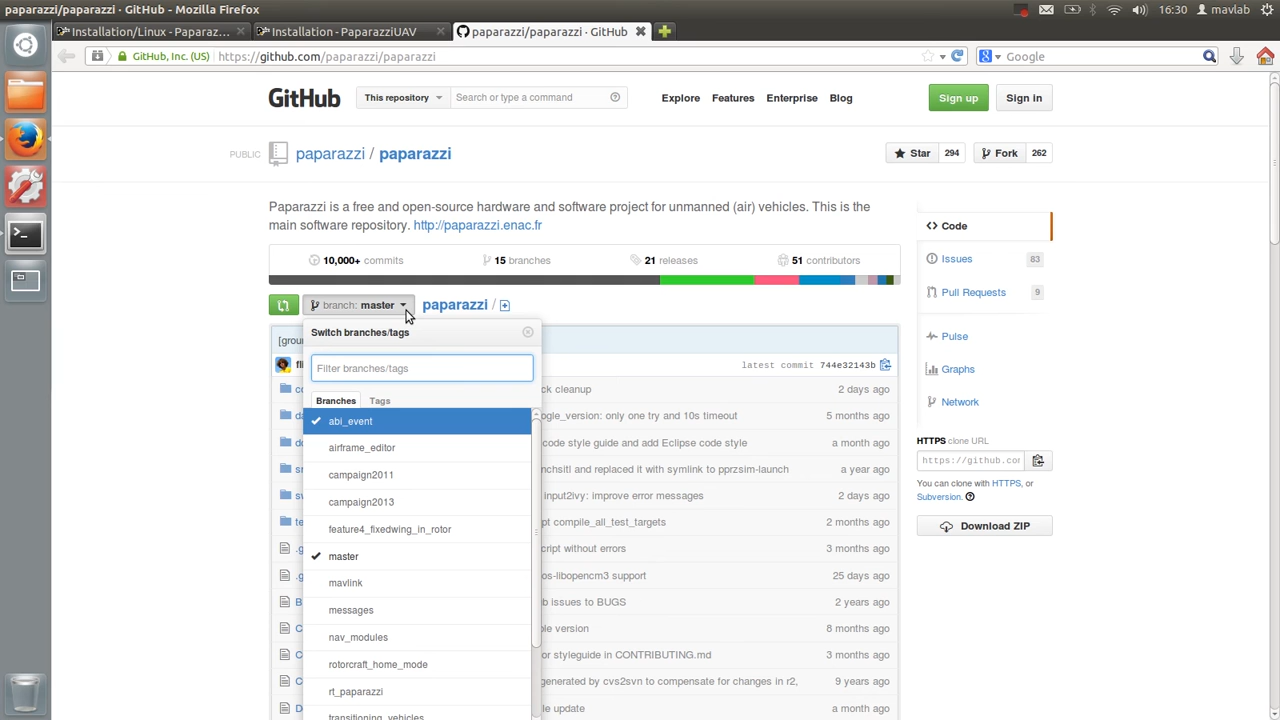 paparazzi/paparazzi · GitHub - Mozilla Firefox
16:30 mavlab
Installation/Linux - Paparaz...
Installation - PaparazziUAV
paparazzi/paparazzi · GitHub
GitHub, Inc. (US) https://github.com/paparazzi/paparazzi
Google
GitHub
This repository
Search or type a command
Explore Features Enterprise Blog
Sign up
Sign in
PUBLIC paparazzi / paparazzi
Star 294
Fork 262
Paparazzi is a free and open-source hardware and software project for unmanned (air) vehicles. This is the
main software repository. http://paparazzi.enac.fr
10,000+ commits
15 branches
21 releases
51 contributors
branch: master
paparazzi /
Switch branches/tags
Filter branches/tags
Branches Tags
abi_event
airframe_editor
campaign2011
campaign2013
feature4_fixedwing_in_rotor
master
mavlink
messages
nav_modules
rotorcraft_home_mode
rt_paparazzi
transitioning_vehicles
[grou
latest commit 744e32143b
ck cleanup 2 days ago
ogle_version: only one try and 10s timeout 5 months ago
code style guide and add Eclipse code style a month ago
nchsitl and replaced it with symlink to pprzsim-launch a year ago
input2ivy: improve error messages 2 days ago
pt compile_all_test_targets 2 months ago
cript without errors 3 months ago
os-libopencm3 support 25 days ago
b issues to BUGS 2 years ago
ble version 8 months ago
or styleguide in CONTRIBUTING.md 3 months ago
generated by cvs2svn to compensate for changes in r2, 9 years ago
le update a month ago
Code
Issues 83
Pull Requests 9
Pulse
Graphs
Network
HTTPS clone URL
https://github.com
You can clone with HTTPS, or
Subversion.
Download ZIP